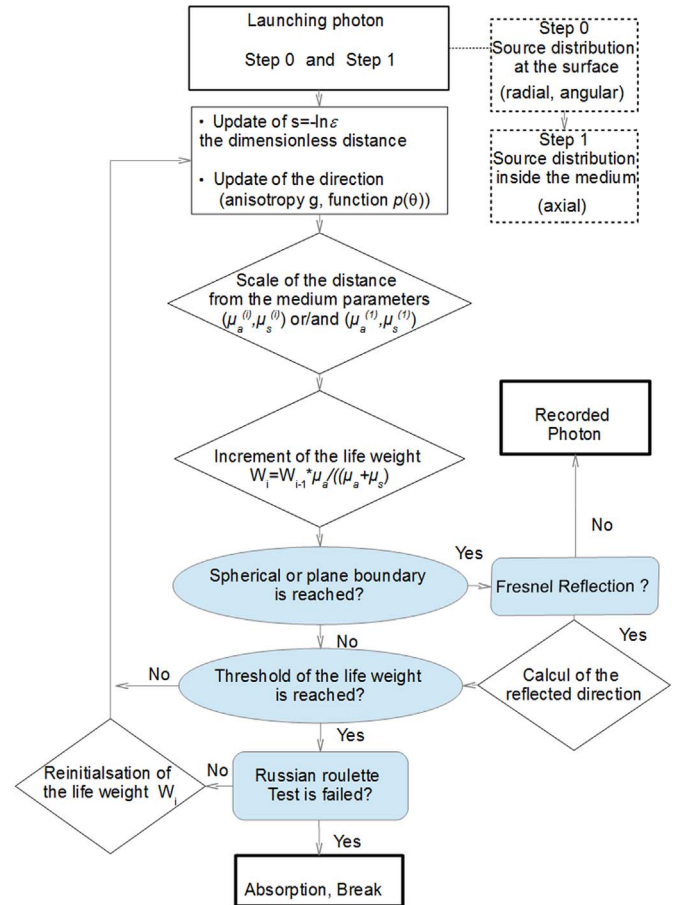 Launching photon
Step 0 and Step 1
Step 0
Source distribution
at the surface
(radial, angular)
Step 1
Source distribution
inside the medium
(axial)
• Update of s=-lnε
the dimensionless distance
• Update of the direction
(anisotropy g, function p(θ))
Scale of the distance
from the medium parameters
(μₐ⁽ⁱ⁾,μₛ⁽ⁱ⁾) or/and (μₐ⁽¹⁾,μₛ⁽¹⁾)
Increment of the life weight
Wᵢ=Wᵢ₋₁*μₐ/((μₐ+μₛ)
Recorded
Photon
No
Yes
Spherical or plane boundary
is reached?
Fresnel Reflection ?
No
Yes
No
Threshold of the life weight
is reached?
Calcul of the
reflected direction
Yes
Reinitialsation of
the life weight Wᵢ
No
Russian roulette
Test is failed?
Yes
Absorption, Break